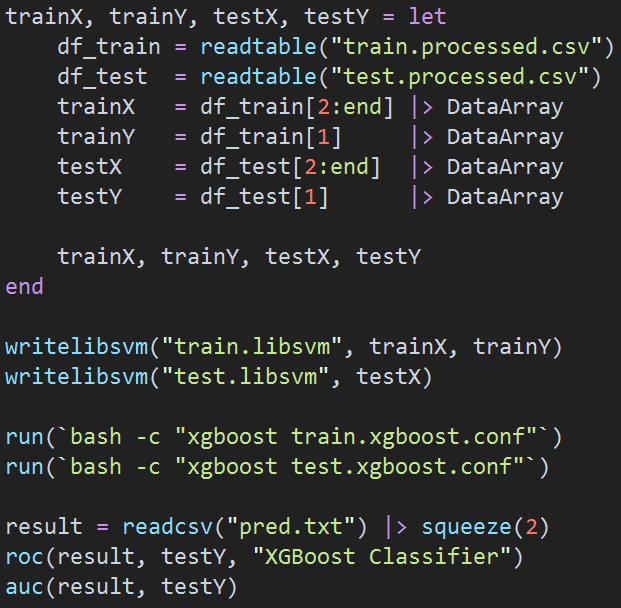 trainX, trainY, testX, testY = let
    df_train = readtable("train.processed.csv")
    df_test  = readtable("test.processed.csv")
    trainX   = df_train[2:end] |> DataArray
    trainY   = df_train[1]     |> DataArray
    testX    = df_test[2:end]  |> DataArray
    testY    = df_test[1]      |> DataArray

    trainX, trainY, testX, testY
end

writelibsvm("train.libsvm", trainX, trainY)
writelibsvm("test.libsvm", testX)

run(`bash -c "xgboost train.xgboost.conf"`)
run(`bash -c "xgboost test.xgboost.conf"`)

result = readcsv("pred.txt") |> squeeze(2)
roc(result, testY, "XGBoost Classifier")
auc(result, testY)